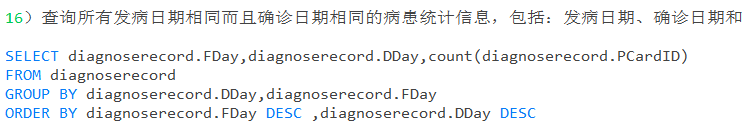 16）查询所有发病日期相同而且确诊日期相同的病患统计信息，包括：发病日期、确诊日期和
SELECT diagnoserecord.FDay,diagnoserecord.DDay,count(diagnoserecord.PCardID)
FROM diagnoserecord
GROUP BY diagnoserecord.DDay,diagnoserecord.FDay
ORDER BY diagnoserecord.FDay DESC ,diagnoserecord.DDay DESC